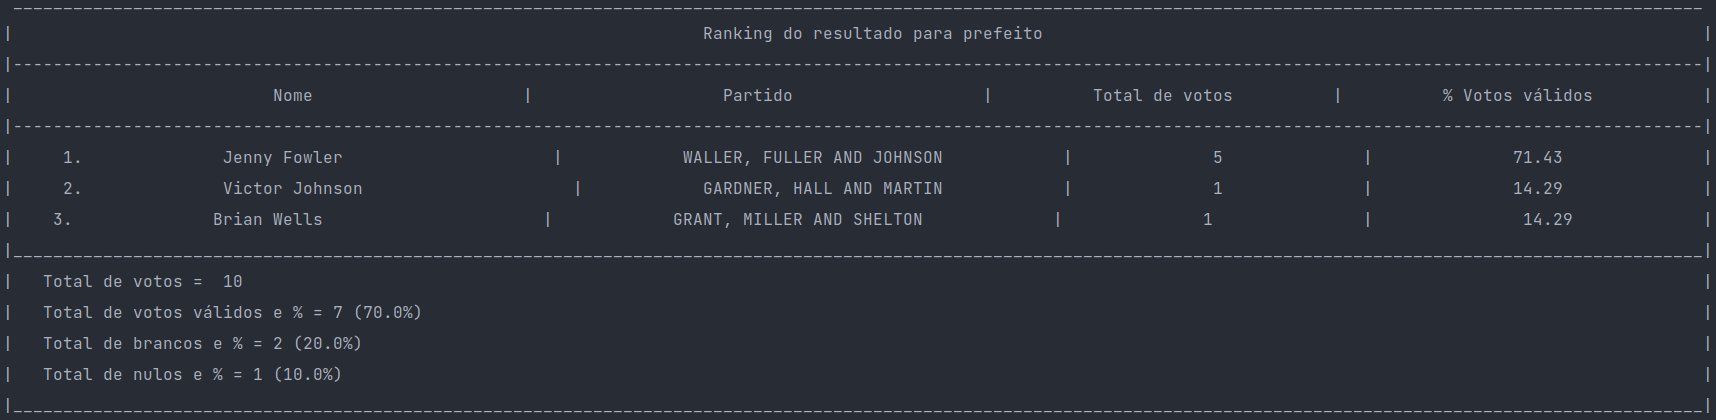 Ranking do resultado para prefeito
Nome | Partido | Total de votos | % Votos válidos
1. Jenny Fowler | WALLER, FULLER AND JOHNSON | 5 | 71.43
2. Victor Johnson | GARDNER, HALL AND MARTIN | 1 | 14.29
3. Brian Wells | GRANT, MILLER AND SHELTON | 1 | 14.29
Total de votos = 10
Total de votos válidos e % = 7 (70.0%)
Total de brancos e % = 2 (20.0%)
Total de nulos e % = 1 (10.0%)